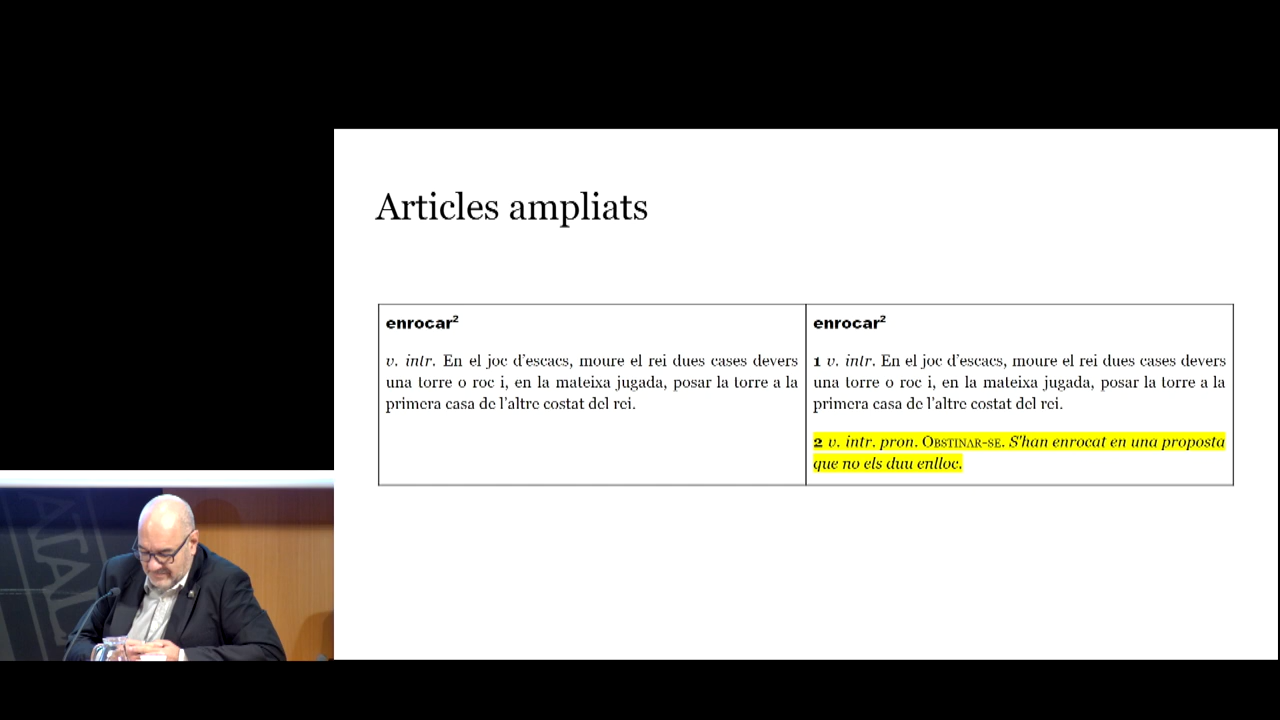 Articles ampliats
enrocar²
v. intr. En el joc d'escacs, moure el rei dues cases devers
una torre o roc i, en la mateixa jugada, posar la torre a la
primera casa de l'altre costat del rei.
enrocar²
1 v. intr. En el joc d'escacs, moure el rei dues cases devers
una torre o roc i, en la mateixa jugada, posar la torre a la
primera casa de l'altre costat del rei.
2 v. intr. pron. OBSTINAR-SE. S'han enrocat en una proposta
que no els duu enlloc.